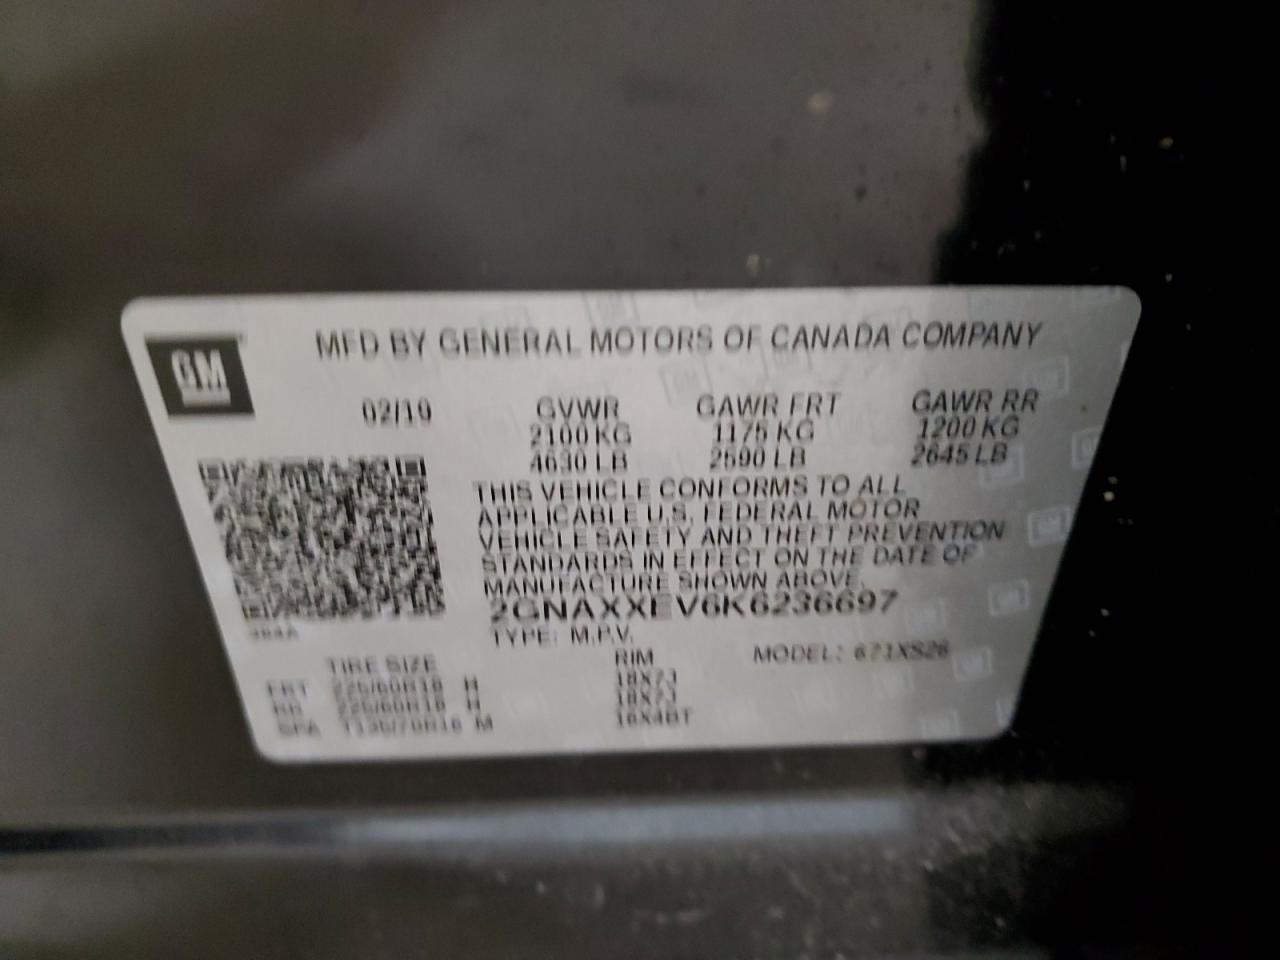 GM
MFD BY GENERAL MOTORS OF CANADA COMPANY
02/19 GVWR GAWR FRT GAWR RR
2100 KG 1175 KG 1200 KG
4630 LB 2590 LB 2645 LB
THIS VEHICLE CONFORMS TO ALL
APPLICABLE U.S. FEDERAL MOTOR
VEHICLE SAFETY AND THEFT PREVENTION
STANDARDS IN EFFECT ON THE DATE OF
MANUFACTURE SHOWN ABOVE.
2GNAXXEV6K6236697
TYPE: M.P.V.
TIRE SIZE RIM MODEL: 671XS26
FRT 225/60R18 H 18X7J
RR 225/60R18 H 18X7J
SPA T135/70R16 M 16X4BT